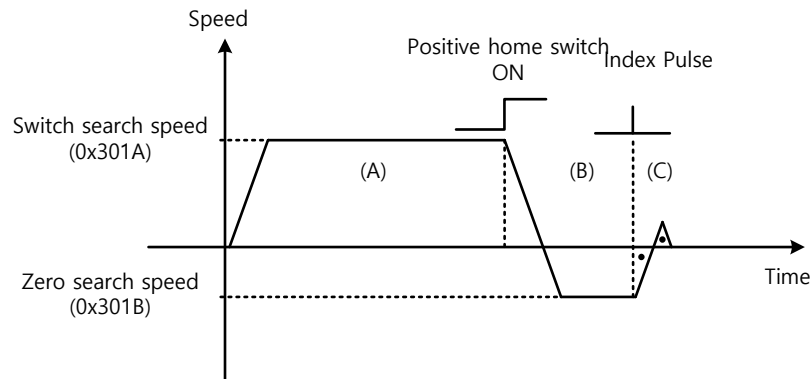 Speed
Positive home switch
ON
Index Pulse
Switch search speed
(0x301A)
(A)
(B)
(C)
Zero search speed
(0x301B)
Time